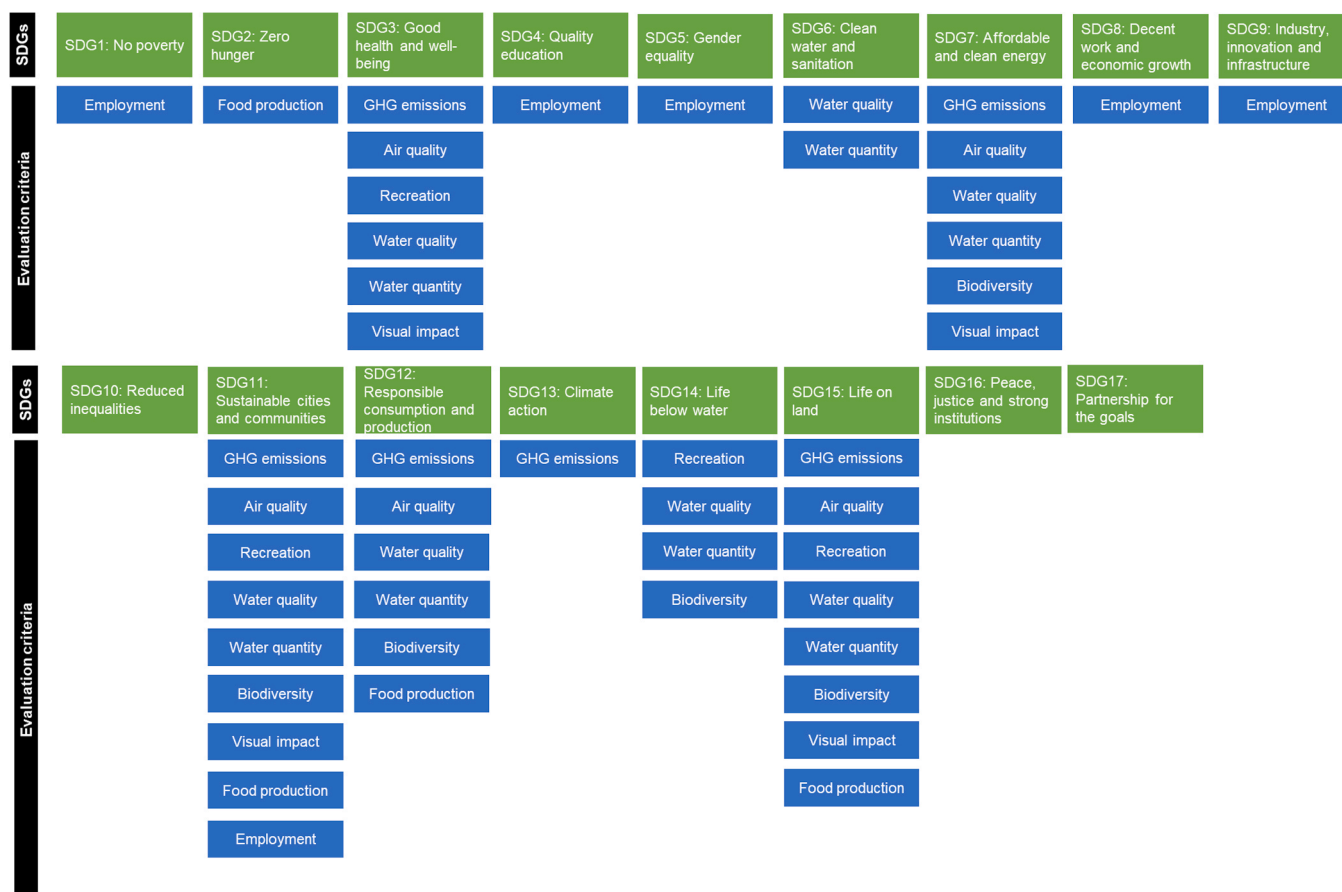 SDGs
SDG1: No poverty
SDG2: Zero
hunger
SDG3: Good
health and well-
being
SDG4: Quality
education
SDG5: Gender
equality
SDG6: Clean
water and
sanitation
SDG7: Affordable
and clean energy
SDG8: Decent
work and
economic growth
SDG9: Industry,
innovation and
infrastructure
Evaluation criteria
Employment
Food production
GHG emissions
Air quality
Recreation
Water quality
Water quantity
Visual impact
Employment
Employment
Water quality
Water quantity
GHG emissions
Air quality
Water quality
Water quantity
Biodiversity
Visual impact
Employment
Employment
SDGs
SDG10: Reduced
inequalities
SDG11:
Sustainable cities
and communities
SDG12:
Responsible
consumption and
production
SDG13: Climate
action
SDG14: Life
below water
SDG15: Life on
land
SDG16: Peace,
justice and strong
institutions
SDG17:
Partnership for
the goals
Evaluation criteria
GHG emissions
Air quality
Recreation
Water quality
Water quantity
Biodiversity
Visual impact
Food production
Employment
GHG emissions
Air quality
Water quality
Water quantity
Biodiversity
Food production
GHG emissions
Recreation
Water quality
Water quantity
Biodiversity
GHG emissions
Air quality
Recreation
Water quality
Water quantity
Biodiversity
Visual impact
Food production